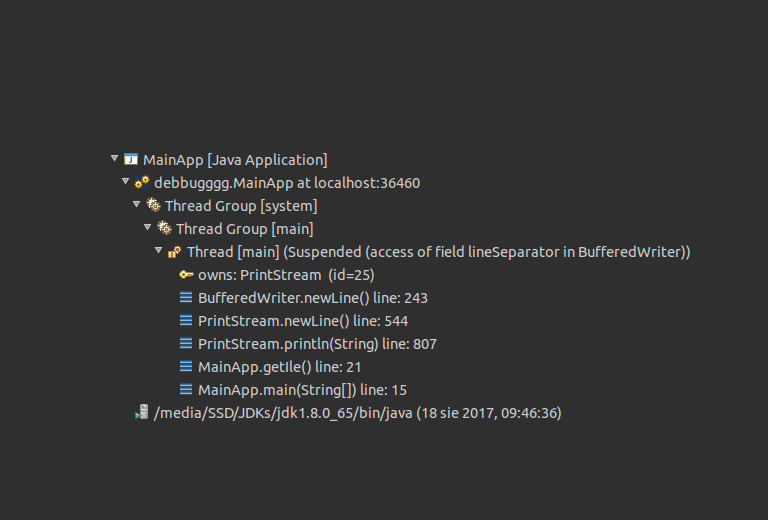 MainApp [Java Application]
debbugggg.MainApp at localhost:36460
Thread Group [system]
Thread Group [main]
Thread [main] (Suspended (access of field lineSeparator in BufferedWriter))
owns: PrintStream (id=25)
BufferedWriter.newLine() line: 243
PrintStream.newLine() line: 544
PrintStream.println(String) line: 807
MainApp.getIle() line: 21
MainApp.main(String[]) line: 15
/media/SSD/JDKs/jdk1.8.0_65/bin/java (18 sie 2017, 09:46:36)